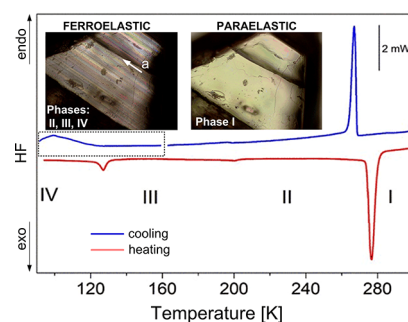 FERROELASTIC
PARAELASTIC
a
Phases:
II, III, IV
Phase I
2 mW
endo
HF
exo
IV
III
II
I
cooling
heating
120
160
200
240
280
Temperature [K]